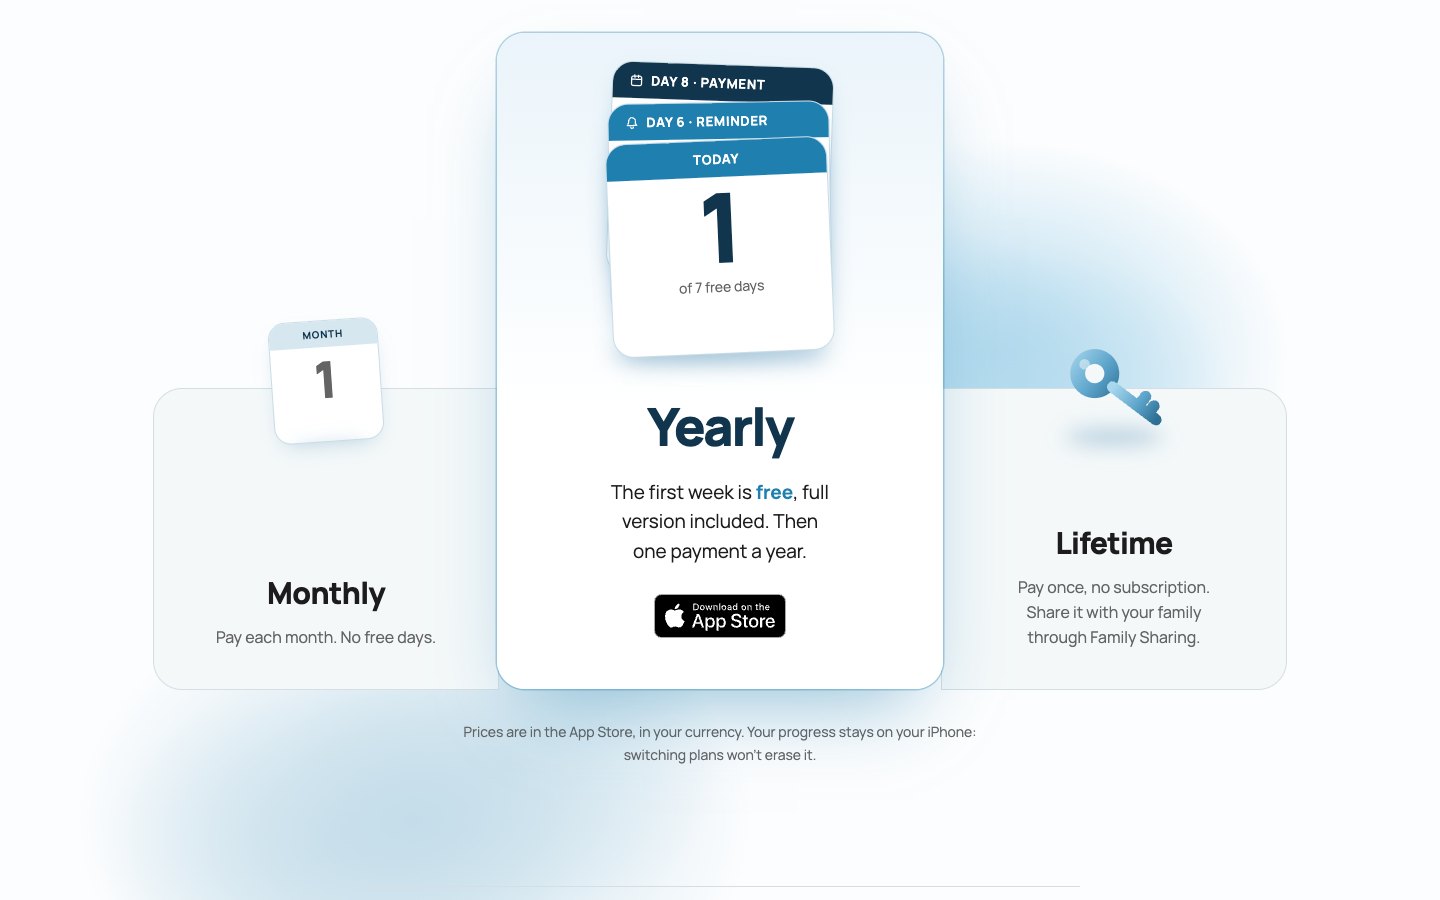 DAY 8 · PAYMENT
DAY 6 · REMINDER
TODAY
1
of 7 free days
MONTH
1
Monthly
Pay each month. No free days.
Yearly
The first week is free, full
version included. Then
one payment a year.
Download on the
App Store
Lifetime
Pay once, no subscription.
Share it with your family
through Family Sharing.
Prices are in the App Store, in your currency. Your progress stays on your iPhone:
switching plans won't erase it.